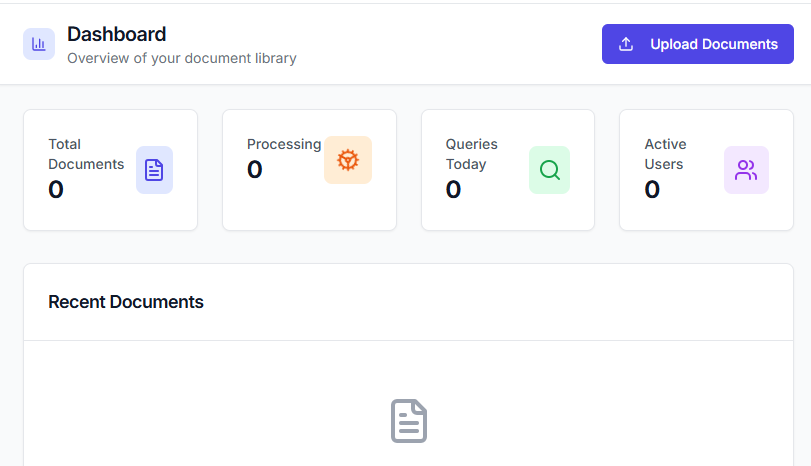 Dashboard
Overview of your document library
Upload Documents
Total
Documents
0
Processing
0
Queries
Today
0
Active
Users
0
Recent Documents